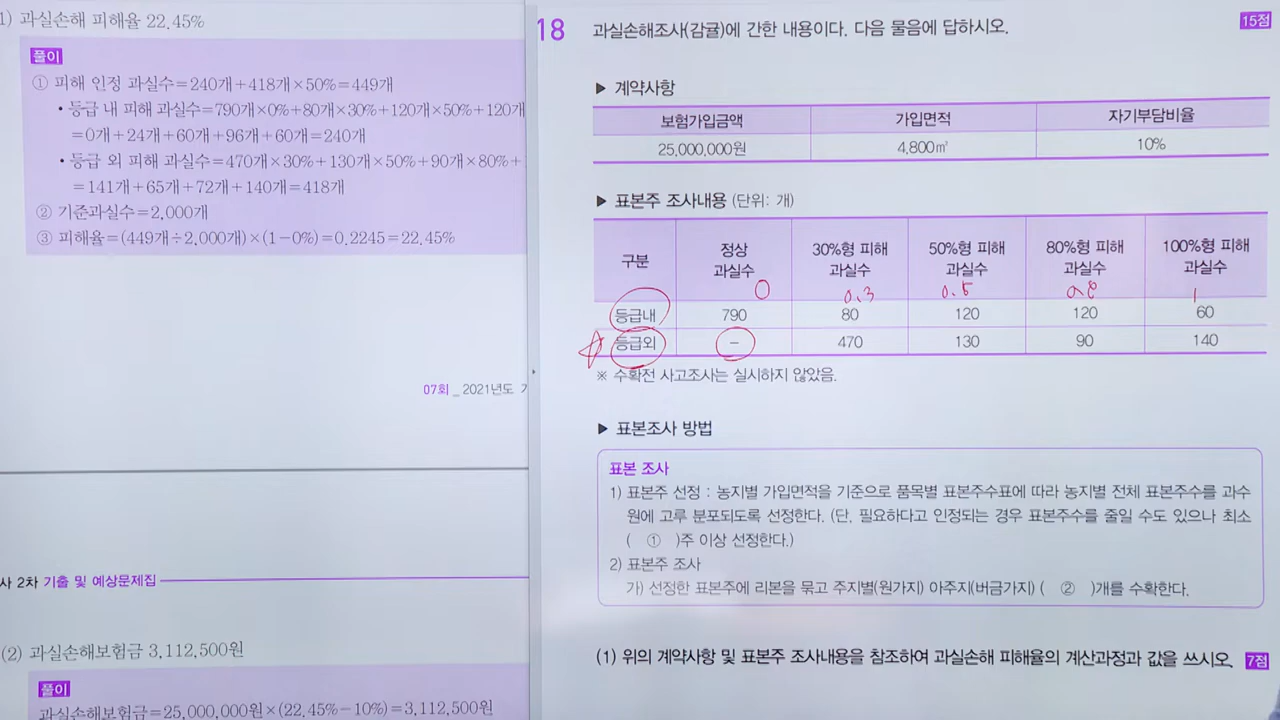 1) 과실손해 피해율 22.45%
풀이
① 피해 인정 과실수=240개+418개×50%=449개
• 등급 내 피해 과실수=790개×0%+80개×30%+120개×50%+120개
=0개+24개+60개+96개+60개=240개
• 등급 외 피해 과실수=470개×30%+130개×50%+90개×80%+
=141개+65개+72개+140개=418개
② 기준과실수=2,000개
③ 피해율=(449개÷2,000개)×(1-0%)=0.2245=22.45%
07회 _ 2021년도
사 2차 기출 및 예상문제집
(2) 과실손해보험금 3,112,500원
풀이
과실손해보험금=25,000,000원×(22.45%-10%)=3,112,500원
18 과실손해조사(감귤)에 간한 내용이다. 다음 물음에 답하시오. 15점
▶ 계약사항
보험가입금액 가입면적 자기부담비율
25,000,000원 4,800㎡ 10%
▶ 표본주 조사내용 (단위: 개)
구분 정상 과실수 30%형 피해 과실수 50%형 피해 과실수 80%형 피해 과실수 100%형 피해 과실수
0 0.3 0.5 0.8 1
등급내 790 80 120 120 60
등급외 - 470 130 90 140
※ 수확전 사고조사는 실시하지 않았음.
▶ 표본조사 방법
표본 조사
1) 표본주 선정 : 농지별 가입면적을 기준으로 품목별 표본주수표에 따라 농지별 전체 표본주수를 과수
원에 고루 분포되도록 선정한다. (단, 필요하다고 인정되는 경우 표본주수를 줄일 수도 있으나 최소
( ① )주 이상 선정한다.)
2) 표본주 조사
가) 선정한 표본주에 리본을 묶고 주지별(원가지) 아주지(버금가지) ( ② )개를 수확한다.
(1) 위의 계약사항 및 표본주 조사내용을 참조하여 과실손해 피해율의 계산과정과 값을 쓰시오. 7점